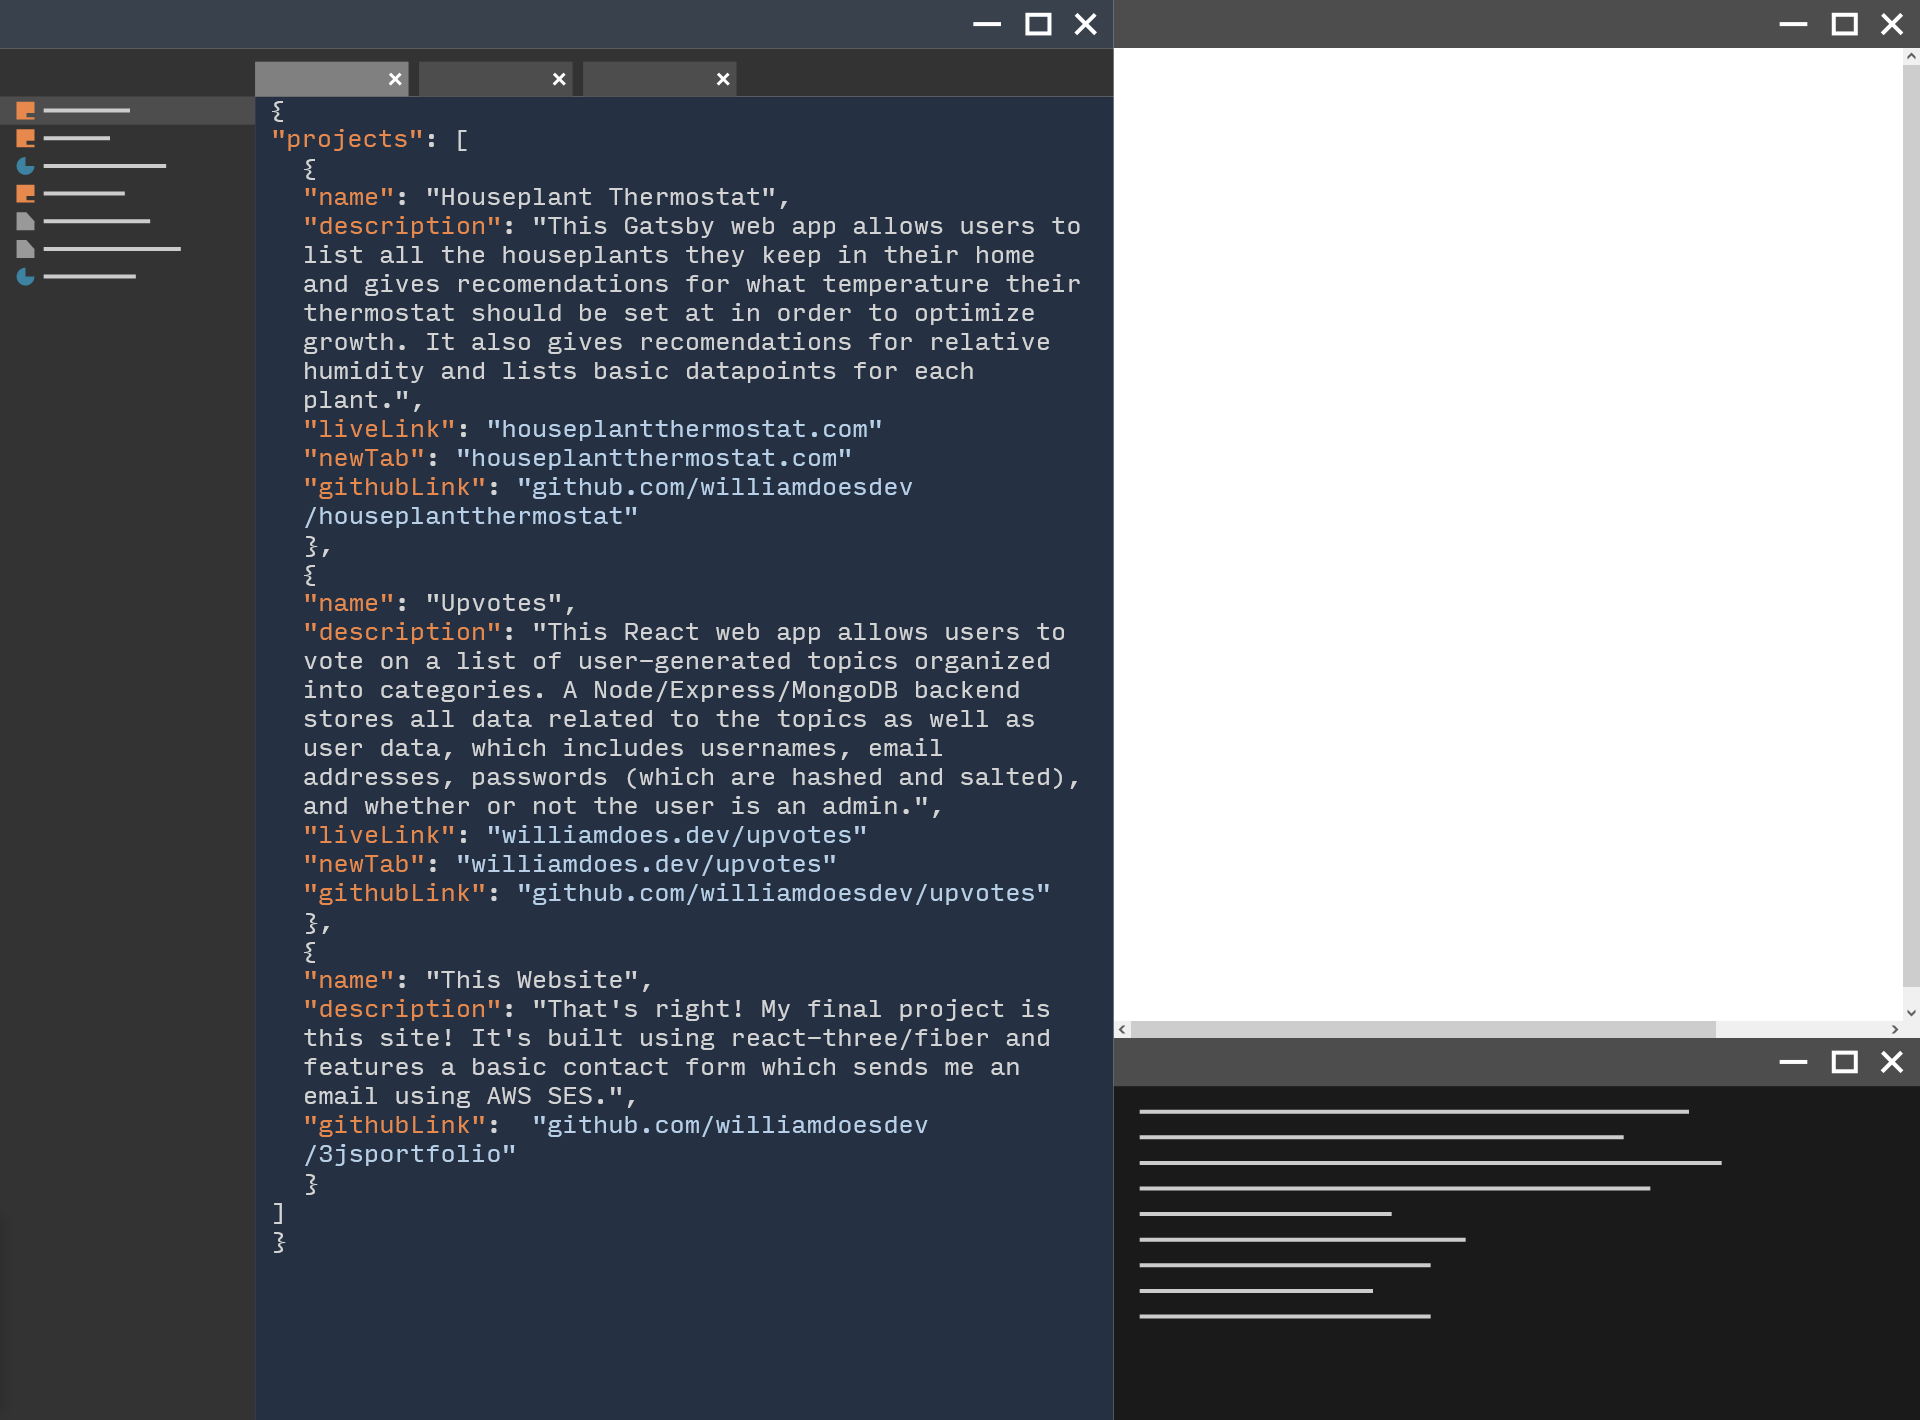 {
"projects": [
{
"name": "Houseplant Thermostat",
"description": "This Gatsby web app allows users to
list all the houseplants they keep in their home
and gives recomendations for what temperature their
thermostat should be set at in order to optimize
growth. It also gives recomendations for relative
humidity and lists basic datapoints for each
plant.",
"liveLink": "houseplantthermostat.com"
"newTab": "houseplantthermostat.com"
"githubLink": "github.com/williamdoesdev
/houseplantthermostat"
},
{
"name": "Upvotes",
"description": "This React web app allows users to
vote on a list of user-generated topics organized
into categories. A Node/Express/MongoDB backend
stores all data related to the topics as well as
user data, which includes usernames, email
addresses, passwords (which are hashed and salted),
and whether or not the user is an admin.",
"liveLink": "williamdoes.dev/upvotes"
"newTab": "williamdoes.dev/upvotes"
"githubLink": "github.com/williamdoesdev/upvotes"
},
{
"name": "This Website",
"description": "That's right! My final project is
this site! It's built using react-three/fiber and
features a basic contact form which sends me an
email using AWS SES.",
"githubLink":  "github.com/williamdoesdev
/3jsportfolio"
}
]
}